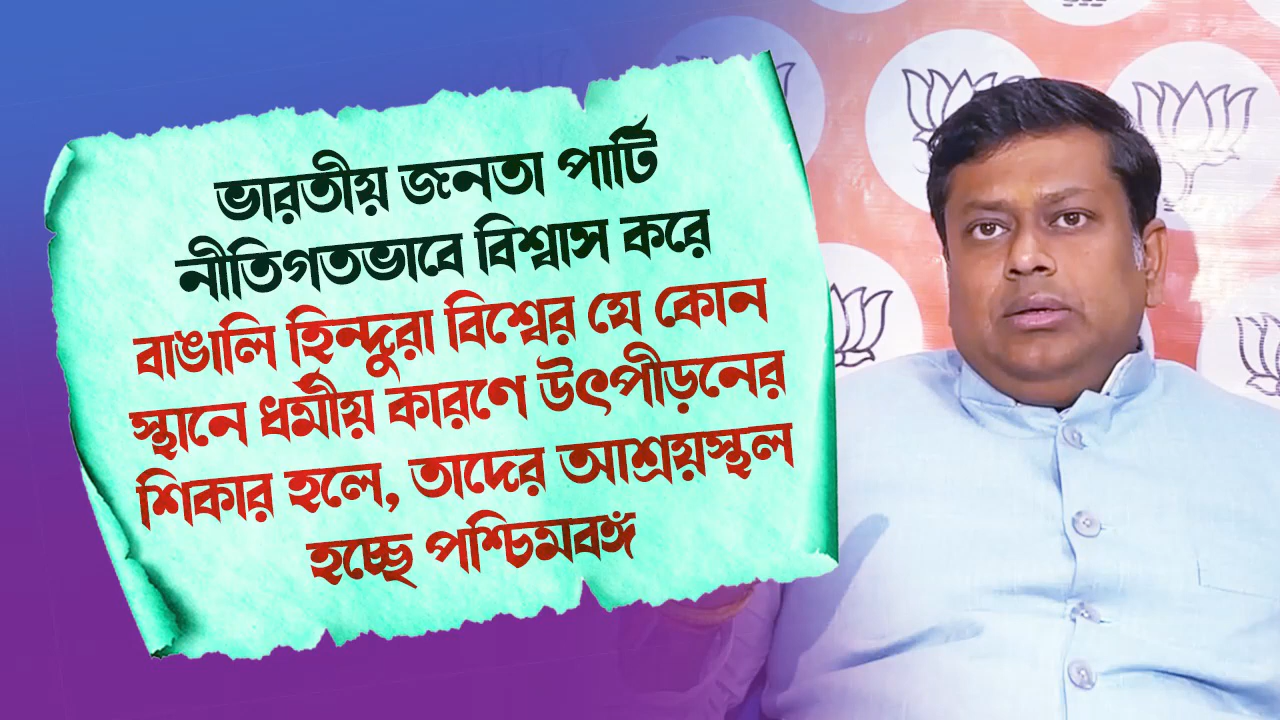 ভারতীয় জনতা পার্টি
নীতিগতভাবে বিশ্বাস করে
বাঙালি হিন্দুরা বিশ্বের যে কোন
স্থানে ধর্মীয় কারণে উৎপীড়নের
শিকার হলে, তাদের আশ্রয়স্থল
হচ্ছে পশ্চিমবঙ্গঁ